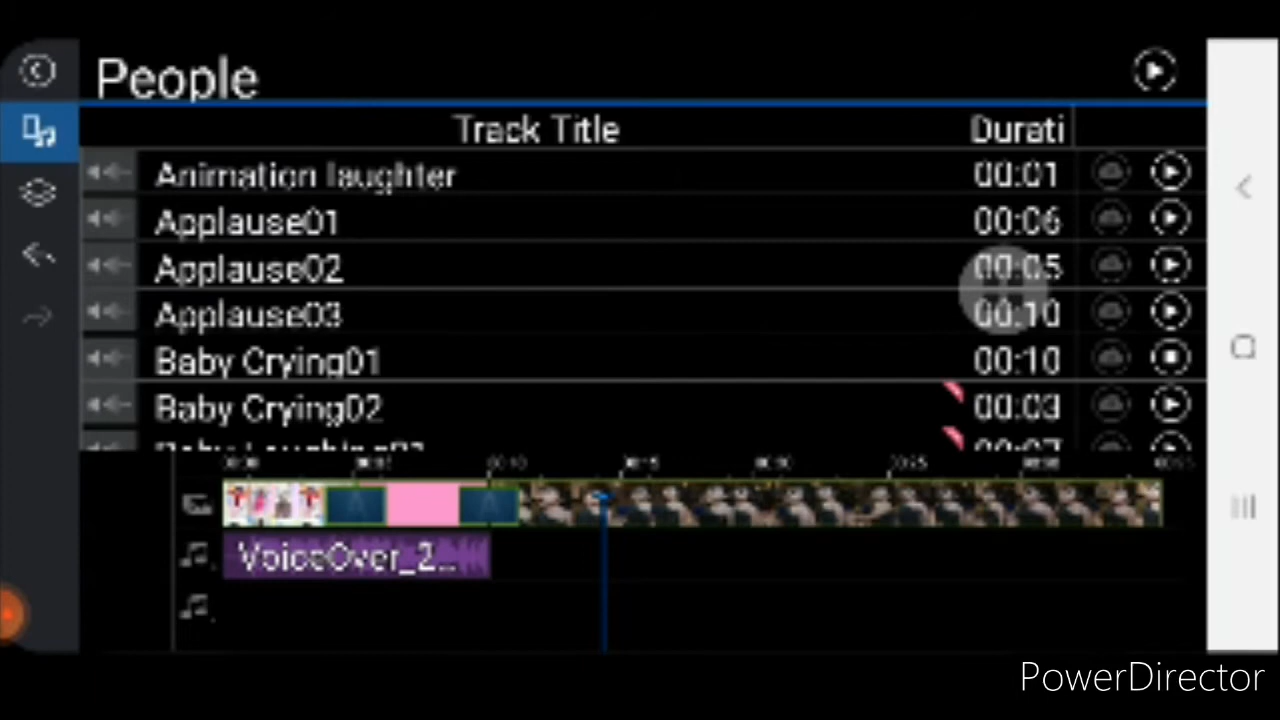 People
Track Title Durati
Animation laughter 00:01
Applause01 00:06
Applause02 00:05
Applause03 00:10
Baby Crying01 00:10
Baby Crying02 00:03
VoiceOver_2...
PowerDirector